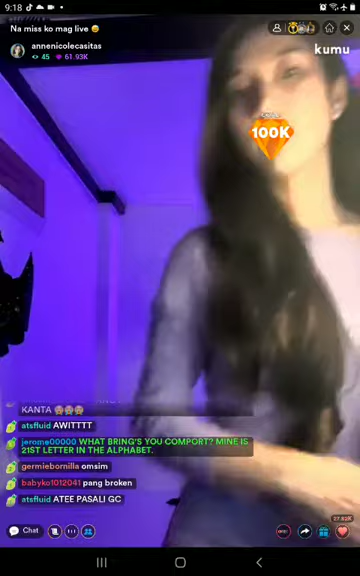 9:18
Na miss ko mag live 😅
annenicolecasitas
45 61.93K
kumu
100K
KANTA 😭😭😭
atsfluid AWITTTT
jerome00000 WHAT BRING'S YOU COMPORT? MINE IS
21ST LETTER IN THE ALPHABET.
germiebornilla omsim
babyko1012041 pang broken
atsfluid ATEE PASALI GC
Chat
27.62K